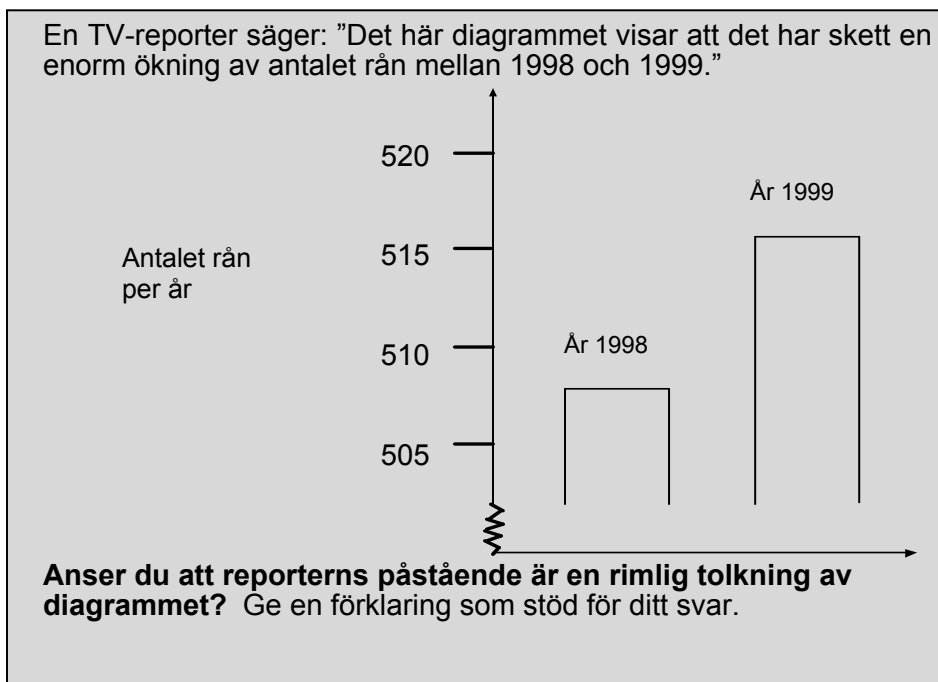 En TV-reporter säger: ”Det här diagrammet visar att det har skett en
enorm ökning av antalet rån mellan 1998 och 1999.”
520
År 1999
Antalet rån
per år
515
510
År 1998
505
Anser du att reporterns påstående är en rimlig tolkning av
diagrammet? Ge en förklaring som stöd för ditt svar.